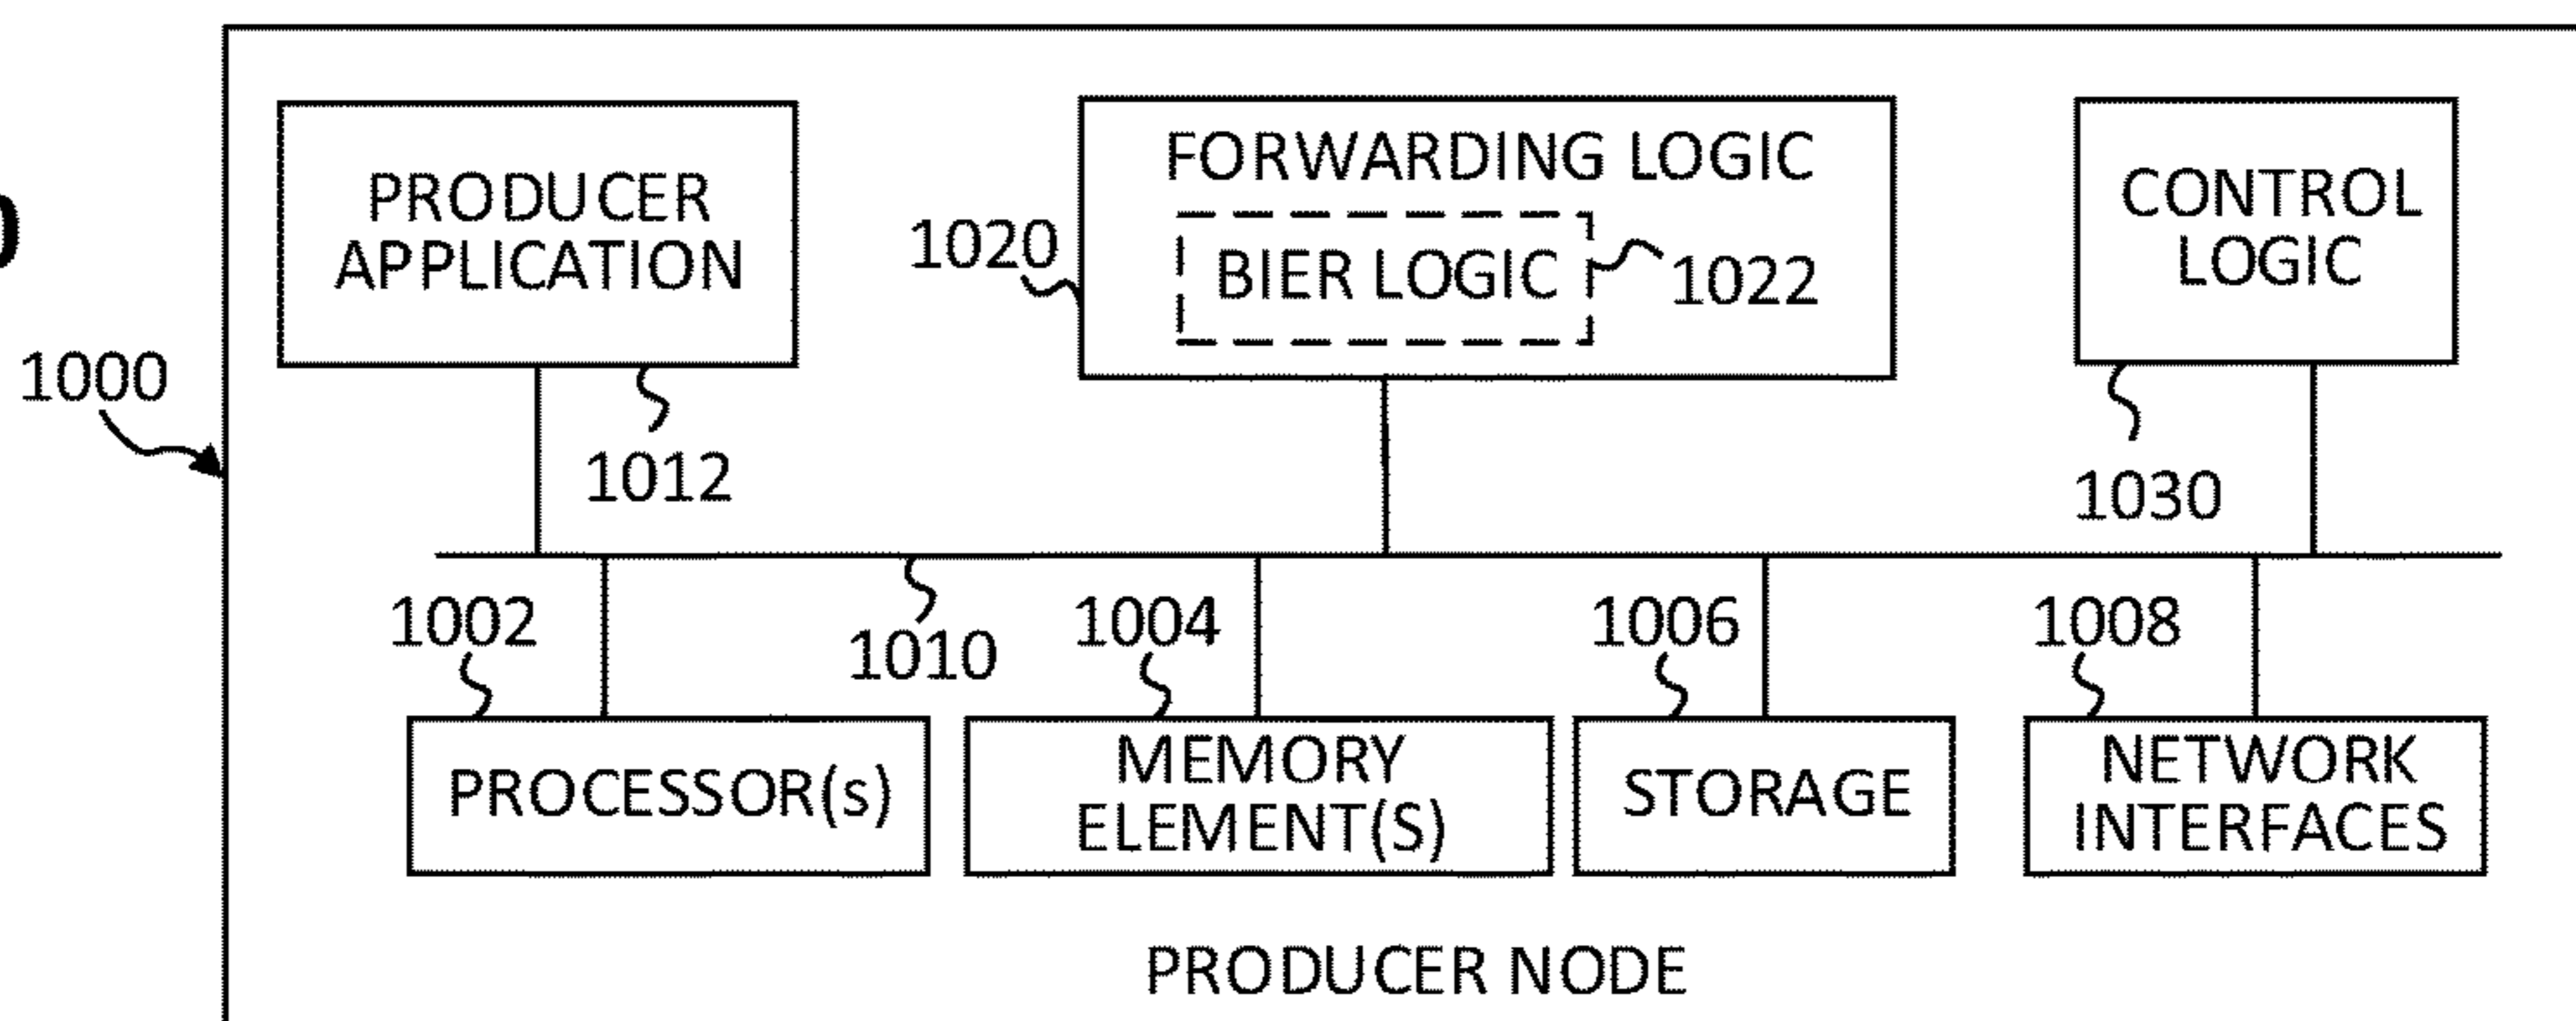 PRODUCER
APPLICATION
FORWARDING LOGIC
BIER LOGIC
CONTROL
LOGIC
1020
1022
1000
1012
1030
1002
1010
1004
1006
1008
PROCESSOR(s)
MEMORY
ELEMENT(S)
STORAGE
NETWORK
INTERFACES
PRODUCER NODE